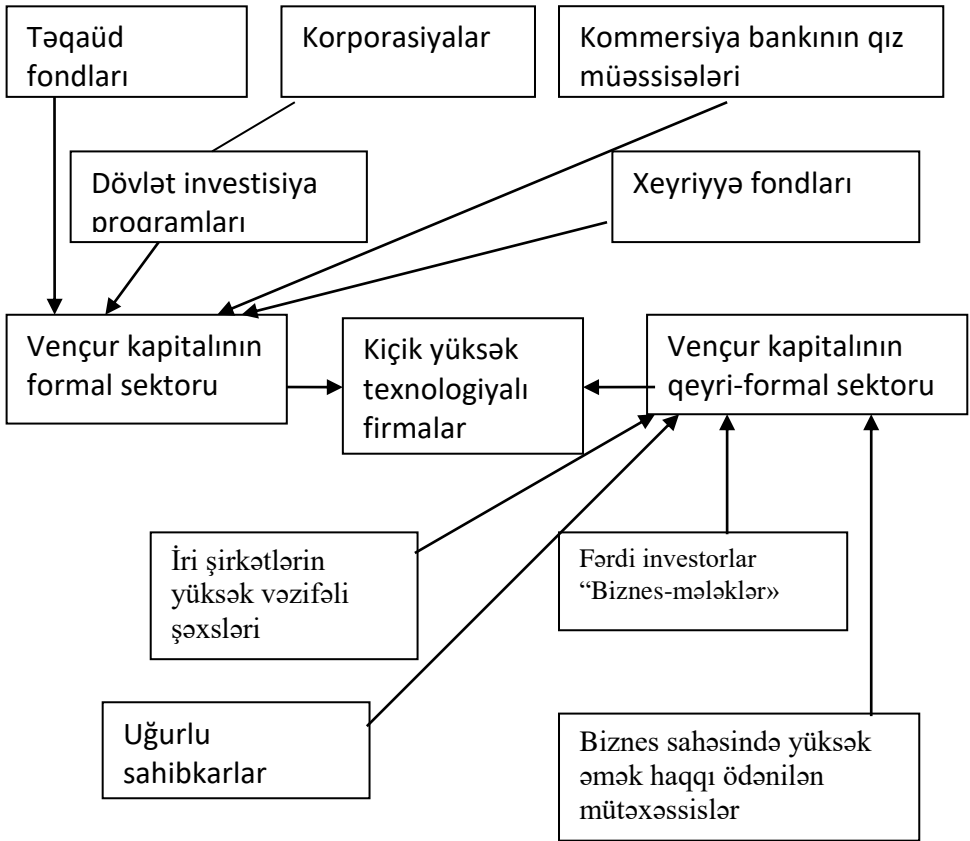 Təqaüd
fondları
Korporasiyalar
Kommersiya bankının qız
müəssisələri
Dövlət investisiya
proqramları
Xeyriyyə fondları
Vençur kapitalının
formal sektoru
Kiçik yüksək
texnologiyalı
firmalar
Vençur kapitalının
qeyri-formal sektoru
İri şirkətlərin
yüksək vəzifəli
şəxsləri
Fərdi investorlar
“Biznes-mələklər»
Uğurlu
sahibkarlar
Biznes sahəsində yüksək
əmək haqqı ödənilən
mütəxəssislər